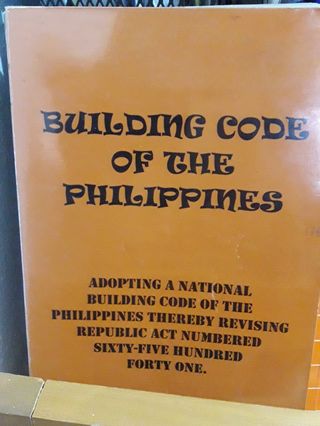 BUILDING CODE
OF THE
PHILIPPINES
ADOPTING A NATIONAL
BUILDING CODE OF THE
PHILIPPINES THEREBY REVISING
REPUBLIC ACT NUMBERED
SIXTY-FIVE HUNDRED
FORTY ONE.